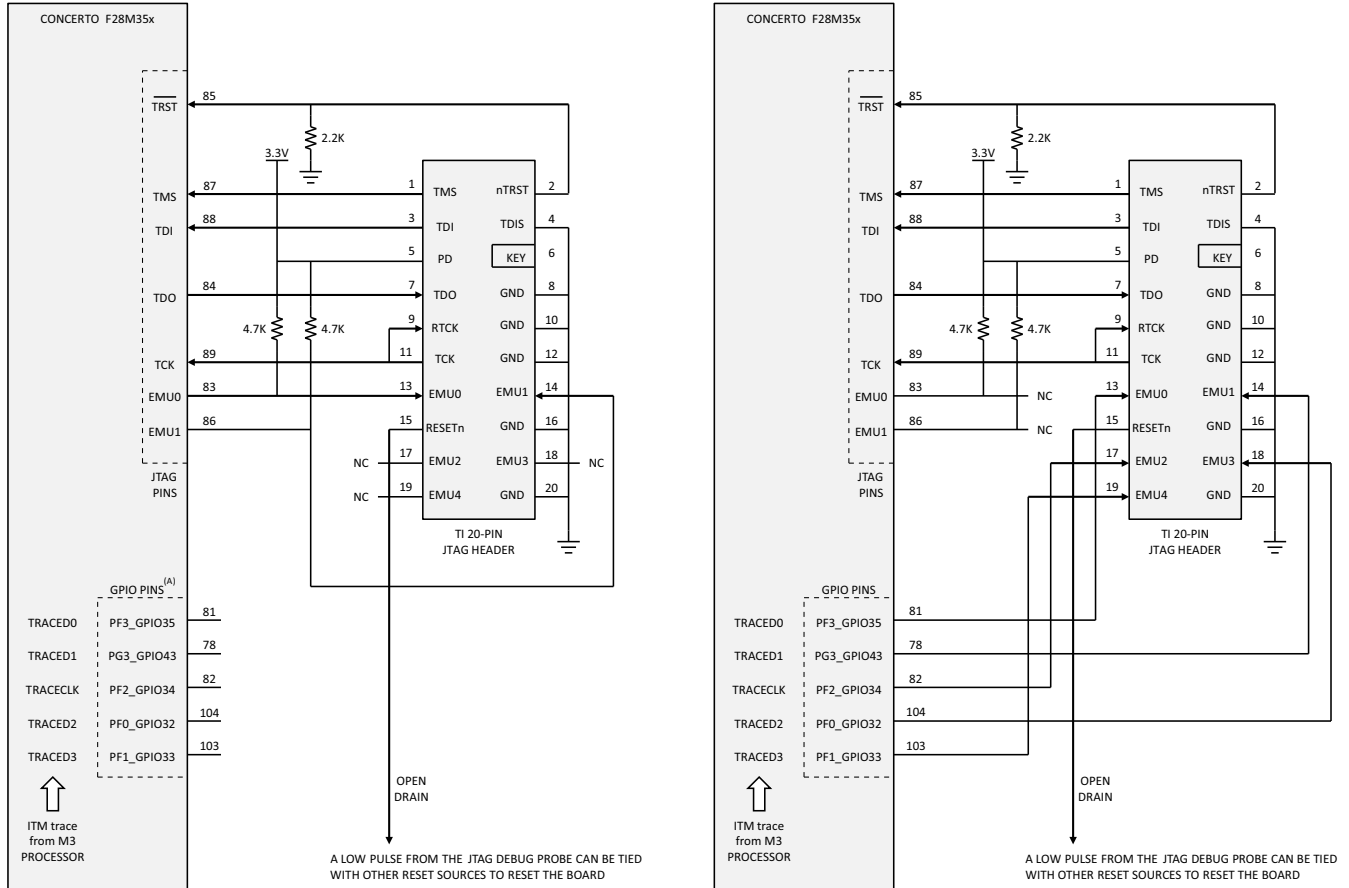 CONCERTO F28M35x
TRST
85
2.2K
3.3V
TMS
87
1
TMS
nTRST
2
TDI
88
3
TDI
TDIS
4
5
PD
KEY
6
TDO
84
7
TDO
GND
8
4.7K
4.7K
9
RTCK
GND
10
TCK
89
11
TCK
GND
12
EMU0
83
13
EMU0
EMU1
14
EMU1
86
15
RESETn
GND
16
NC
17
EMU2
EMU3
18
NC
NC
19
EMU4
GND
20
JTAG
PINS
TI 20-PIN
JTAG HEADER
GPIO PINS(A)
TRACED0
PF3_GPIO35
81
TRACED1
PG3_GPIO43
78
TRACECLK
PF2_GPIO34
82
TRACED2
PF0_GPIO32
104
TRACED3
PF1_GPIO33
103
OPEN
DRAIN
ITM trace
from M3
PROCESSOR
A LOW PULSE FROM THE JTAG DEBUG PROBE CAN BE TIED
WITH OTHER RESET SOURCES TO RESET THE BOARD
CONCERTO F28M35x
TRST
85
2.2K
3.3V
TMS
87
1
TMS
nTRST
2
TDI
88
3
TDI
TDIS
4
5
PD
KEY
6
TDO
84
7
TDO
GND
8
4.7K
4.7K
9
RTCK
GND
10
TCK
89
11
TCK
GND
12
EMU0
83
NC
13
EMU0
EMU1
14
EMU1
86
NC
15
RESETn
GND
16
17
EMU2
EMU3
18
19
EMU4
GND
20
JTAG
PINS
TI 20-PIN
JTAG HEADER
GPIO PINS
TRACED0
PF3_GPIO35
81
TRACED1
PG3_GPIO43
78
TRACECLK
PF2_GPIO34
82
TRACED2
PF0_GPIO32
104
TRACED3
PF1_GPIO33
103
OPEN
DRAIN
ITM trace
from M3
PROCESSOR
A LOW PULSE FROM THE JTAG DEBUG PROBE CAN BE TIED
WITH OTHER RESET SOURCES TO RESET THE BOARD